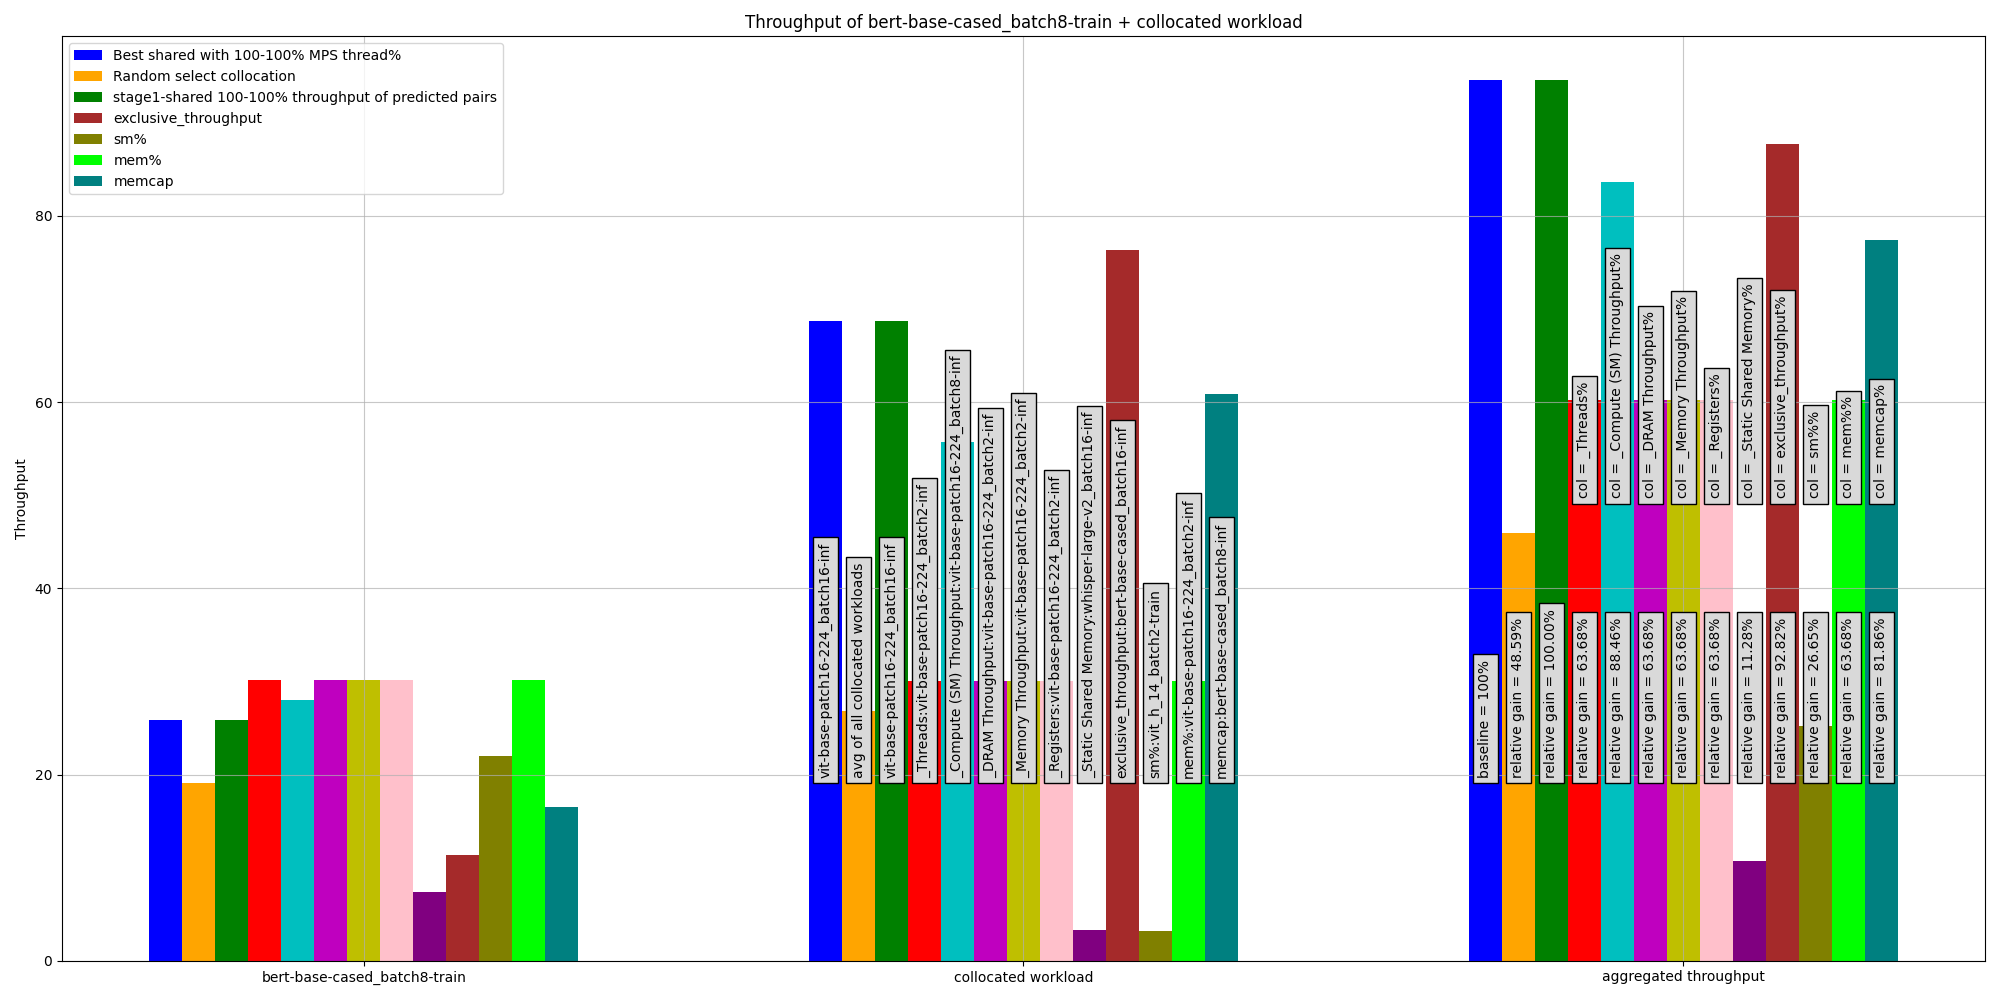 Throughput of bert-base-cased_batch8-train + collocated workload
Best shared with 100-100% MPS thread%
Random select collocation
stage1-shared 100-100% throughput of predicted pairs
exclusive_throughput
sm%
mem%
memcap
Throughput
80
60
40
20
0
vit-base-patch16-224_batch16-inf
avg of all collocated workloads
vit-base-patch16-224_batch16-inf
_Threads:vit-base-patch16-224_batch2-inf
_Compute (SM) Throughput:vit-base-patch16-224_batch8-inf
_DRAM Throughput:vit-base-patch16-224_batch2-inf
_Memory Throughput:vit-base-patch16-224_batch2-inf
_Registers:vit-base-patch16-224_batch2-inf
_Static Shared Memory:whisper-large-v2_batch16-inf
exclusive_throughput:bert-base-cased_batch16-inf
sm%:vit_h_14_batch2-train
mem%:vit-base-patch16-224_batch2-inf
memcap:bert-base-cased_batch8-inf
col = _Threads%
col = _Compute (SM) Throughput%
col = _DRAM Throughput%
col = _Memory Throughput%
col = _Registers%
col = _Static Shared Memory%
col = exclusive_throughput%
col = sm%%
col = mem%%
col = memcap%
baseline = 100%
relative gain = 48.59%
relative gain = 100.00%
relative gain = 63.68%
relative gain = 88.46%
relative gain = 63.68%
relative gain = 63.68%
relative gain = 63.68%
relative gain = 11.28%
relative gain = 92.82%
relative gain = 26.65%
relative gain = 63.68%
relative gain = 81.86%
bert-base-cased_batch8-train
collocated workload
aggregated throughput